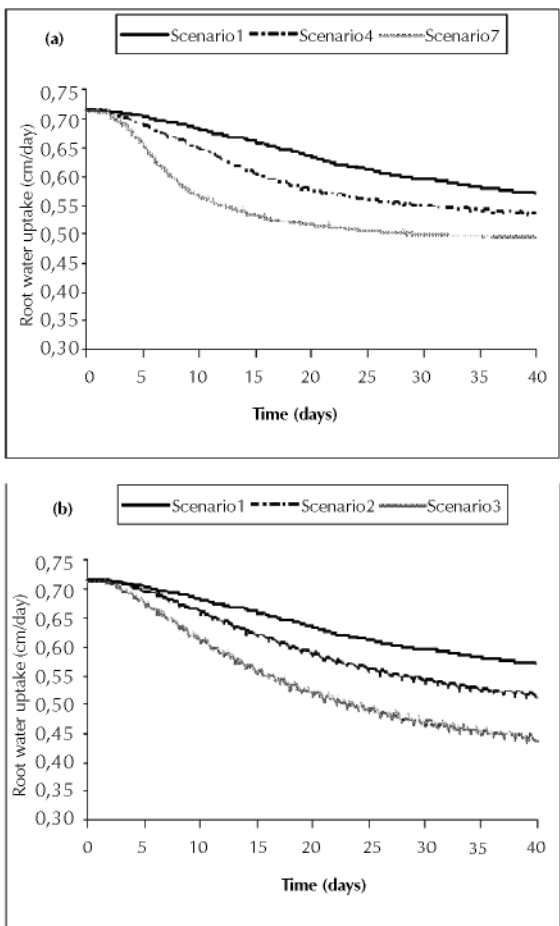 (a)
Scenario1 Scenario4 Scenario7
Root water uptake (cm/day)
0,75
0,70
0,65
0,60
0,55
0,50
0,45
0,40
0,35
0,30
0 5 10 15 20 25 30 35 40
Time (days)
(b)
Scenario1 Scenario2 Scenario3
Root water uptake (cm/day)
0,75
0,70
0,65
0,60
0,55
0,50
0,45
0,40
0,35
0,30
0 5 10 15 20 25 30 35 40
Time (days)